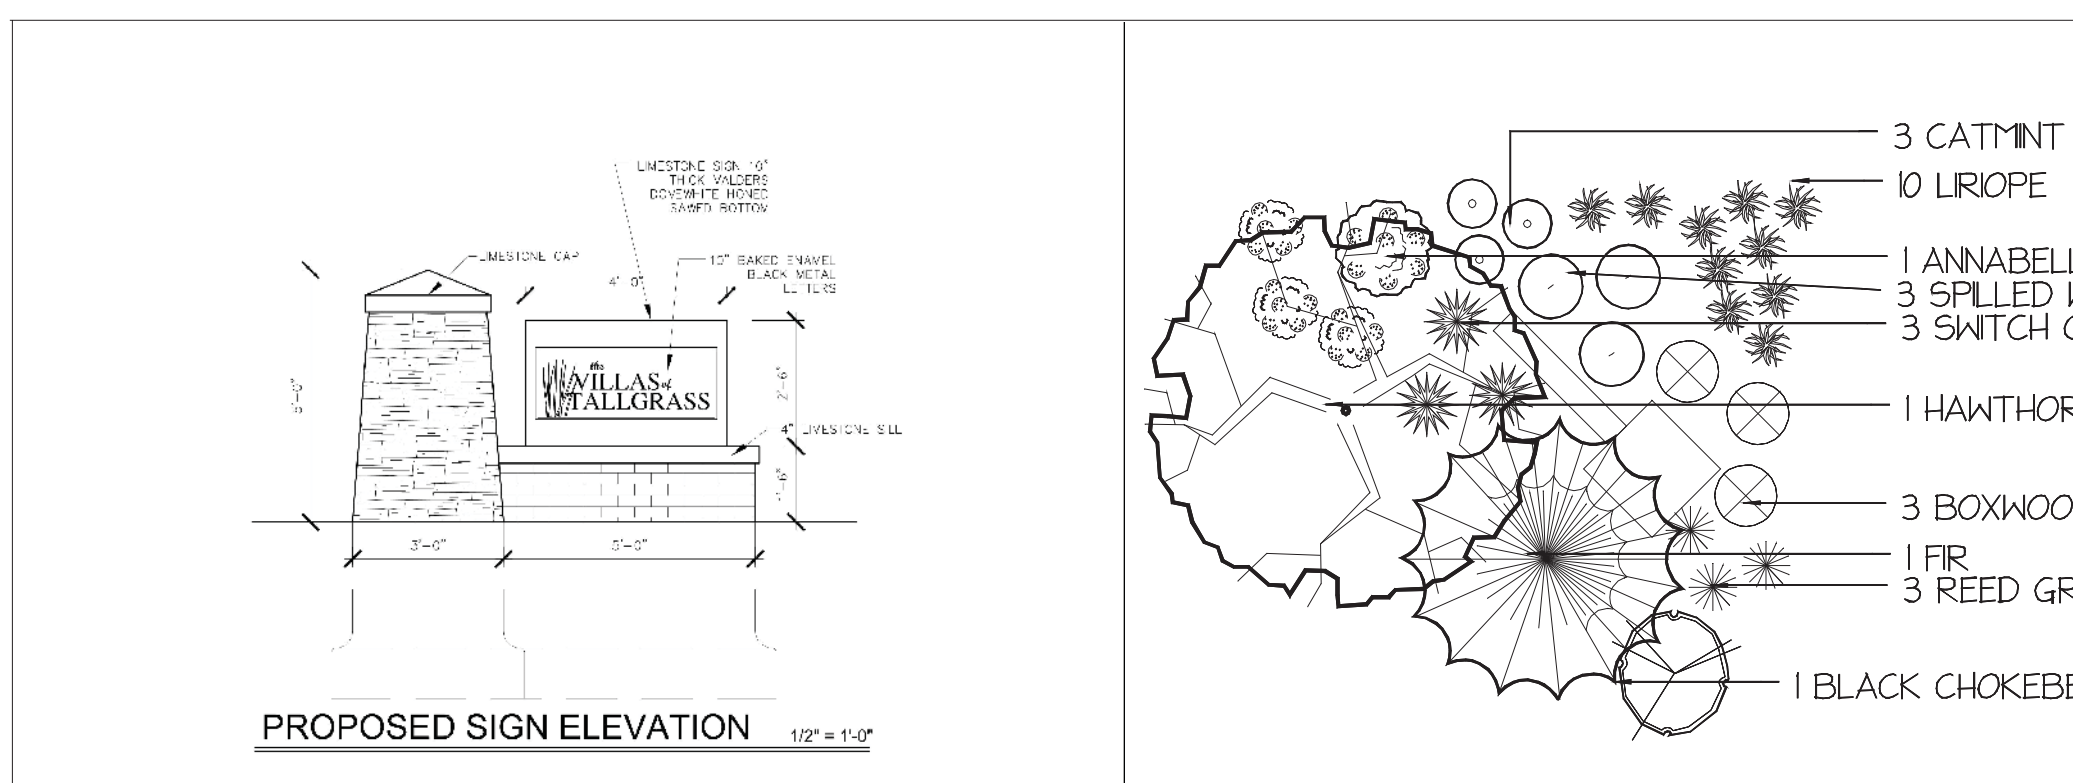 LIMESTONE SIGN 10"
THICK VALDERS
DOVEWHITE HONED
SAWED BOTTOM
LIMESTONE CAP
10" BAKED ENAMEL
BLACK METAL
LETTERS
4'-0"
the
VILLAS of
TALLGRASS
2'-6"
4" LIMESTONE SILL
1'-6"
3'-0"
5'-0"
PROPOSED SIGN ELEVATION
1/2" = 1'-0"
3 CATMINT
10 LIRIOPE
1 ANNABELL
3 SPILLED
3 SWITCH
1 HAWTHOR
3 BOXWOO
1 FIR
3 REED GR
1 BLACK CHOKEBE